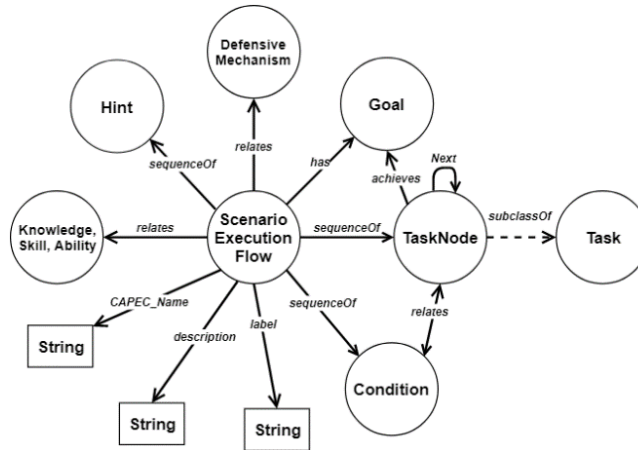 Defensive
Mechanism
Hint
Goal
Next
sequenceOf
relates
has
achieves
subclassOf
Knowledge,
Skill, Ability
relates
Scenario
Execution
Flow
sequenceOf
TaskNode
Task
CAPEC_Name
sequenceOf
relates
label
description
String
Condition
String
String